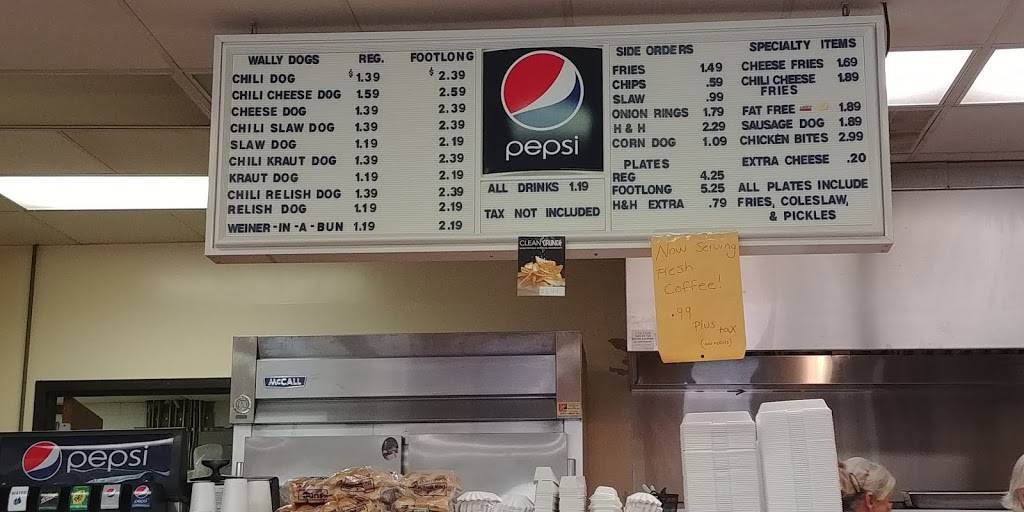 WALLY DOGS REG. FOOTLONG
CHILI DOG $1.39 $2.39
CHILI CHEESE DOG 1.59 2.59
CHEESE DOG 1.39 2.39
CHILI SLAW DOG 1.39 2.39
SLAW DOG 1.19 2.19
CHILI KRAUT DOG 1.39 2.39
KRAUT DOG 1.19 2.19
CHILI RELISH DOG 1.39 2.39
RELISH DOG 1.19 2.19
WEINER-IN-A-BUN 1.19 2.19
pepsi
ALL DRINKS 1.19
TAX NOT INCLUDED
SIDE ORDERS
FRIES 1.49
CHIPS .59
SLAW .99
ONION RINGS 1.79
H & H 2.29
CORN DOG 1.09
PLATES
REG 4.25
FOOTLONG 5.25
H&H EXTRA .79
SPECIALTY ITEMS
CHEESE FRIES 1.69
CHILI CHEESE 1.89
FRIES
FAT FREE 1.89
SAUSAGE DOG 1.89
CHICKEN BITES 2.99
EXTRA CHEESE .20
ALL PLATES INCLUDE
FRIES, COLESLAW,
& PICKLES
CLEAN CRUNCH
Now Serving
Fresh
Coffee!
.99
Plus tax
McCALL
pepsi